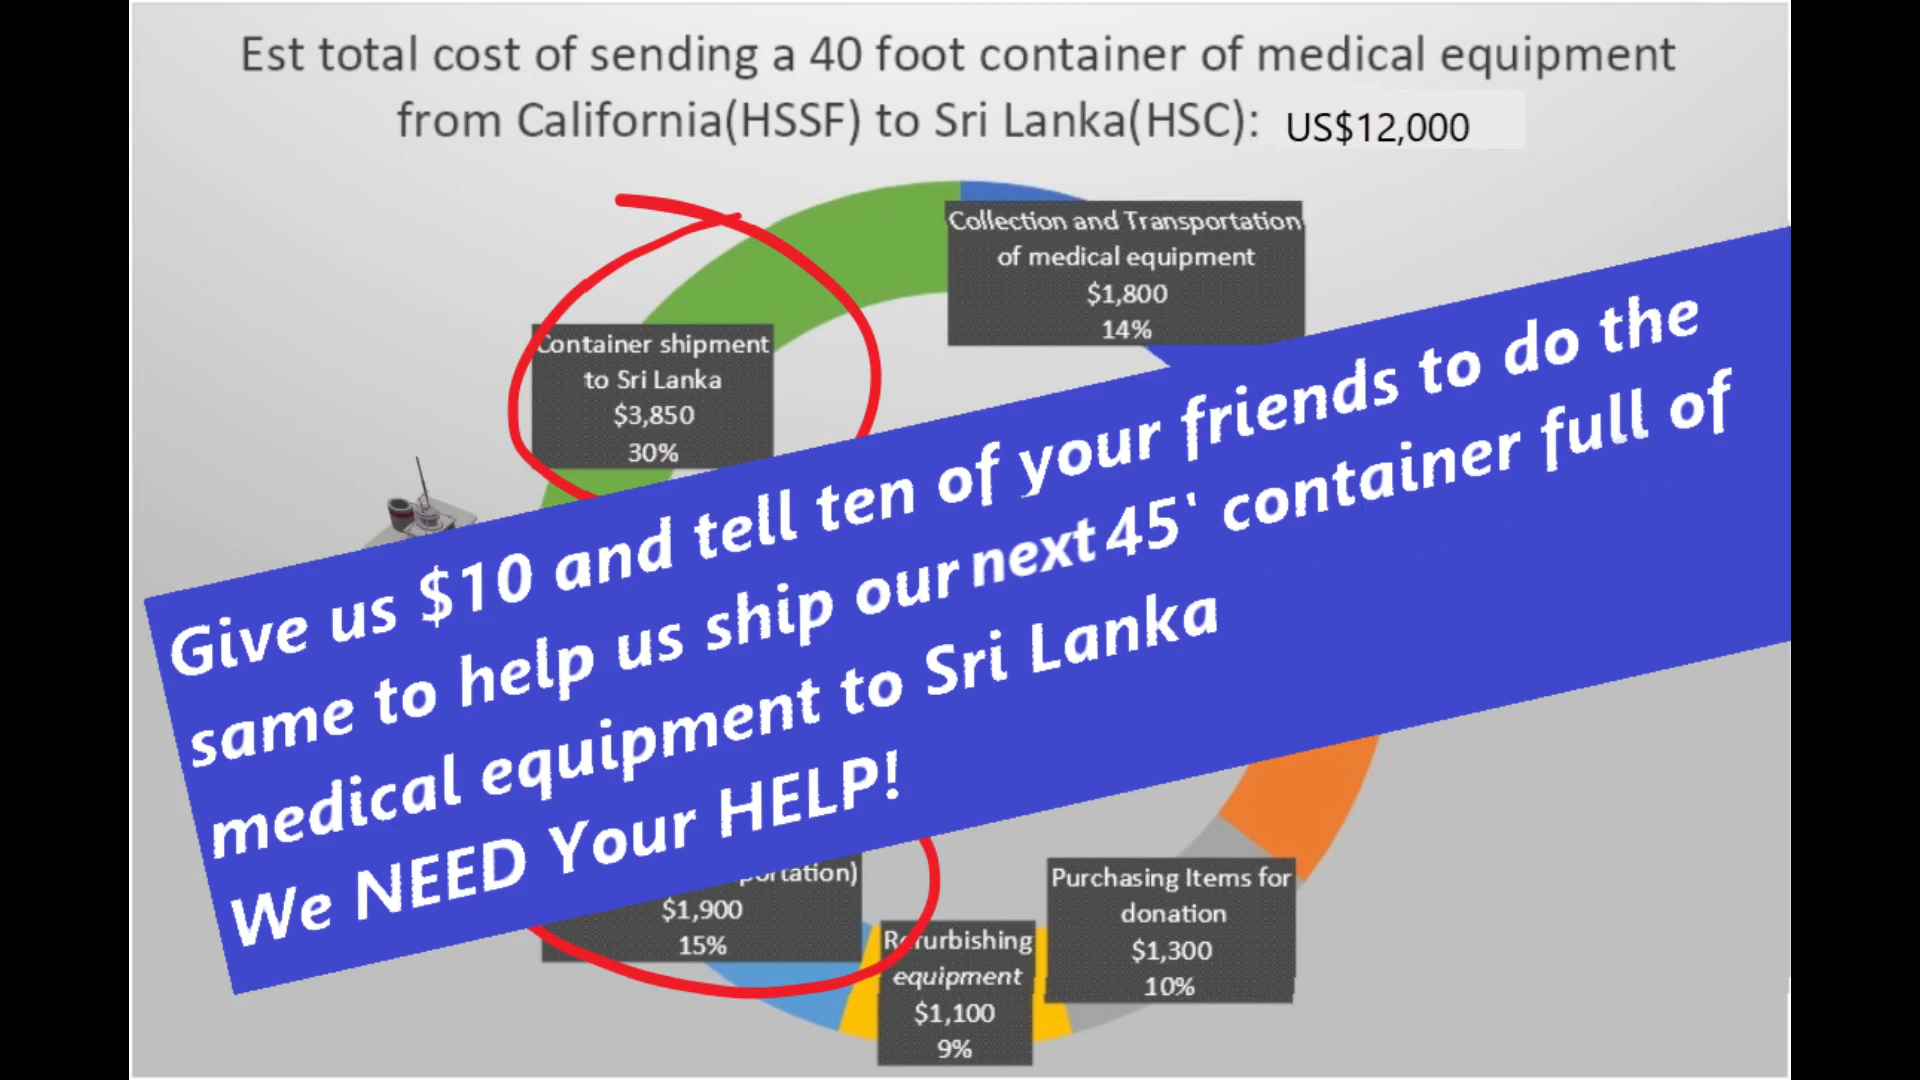 Est total cost of sending a 40 foot container of medical equipment
from California(HSSF) to Sri Lanka(HSC): US$12,000
Collection and Transportation
of medical equipment
$1,800
14%
Container shipment
to Sri Lanka
$3,850
30%
Give us $10 and tell ten of your friends to do the
same to help us ship our next 45' container full of
medical equipment to Sri Lanka
We NEED Your HELP!
$1,900
15%
Refurbishing
equipment
$1,100
9%
Purchasing Items for
donation
$1,300
10%